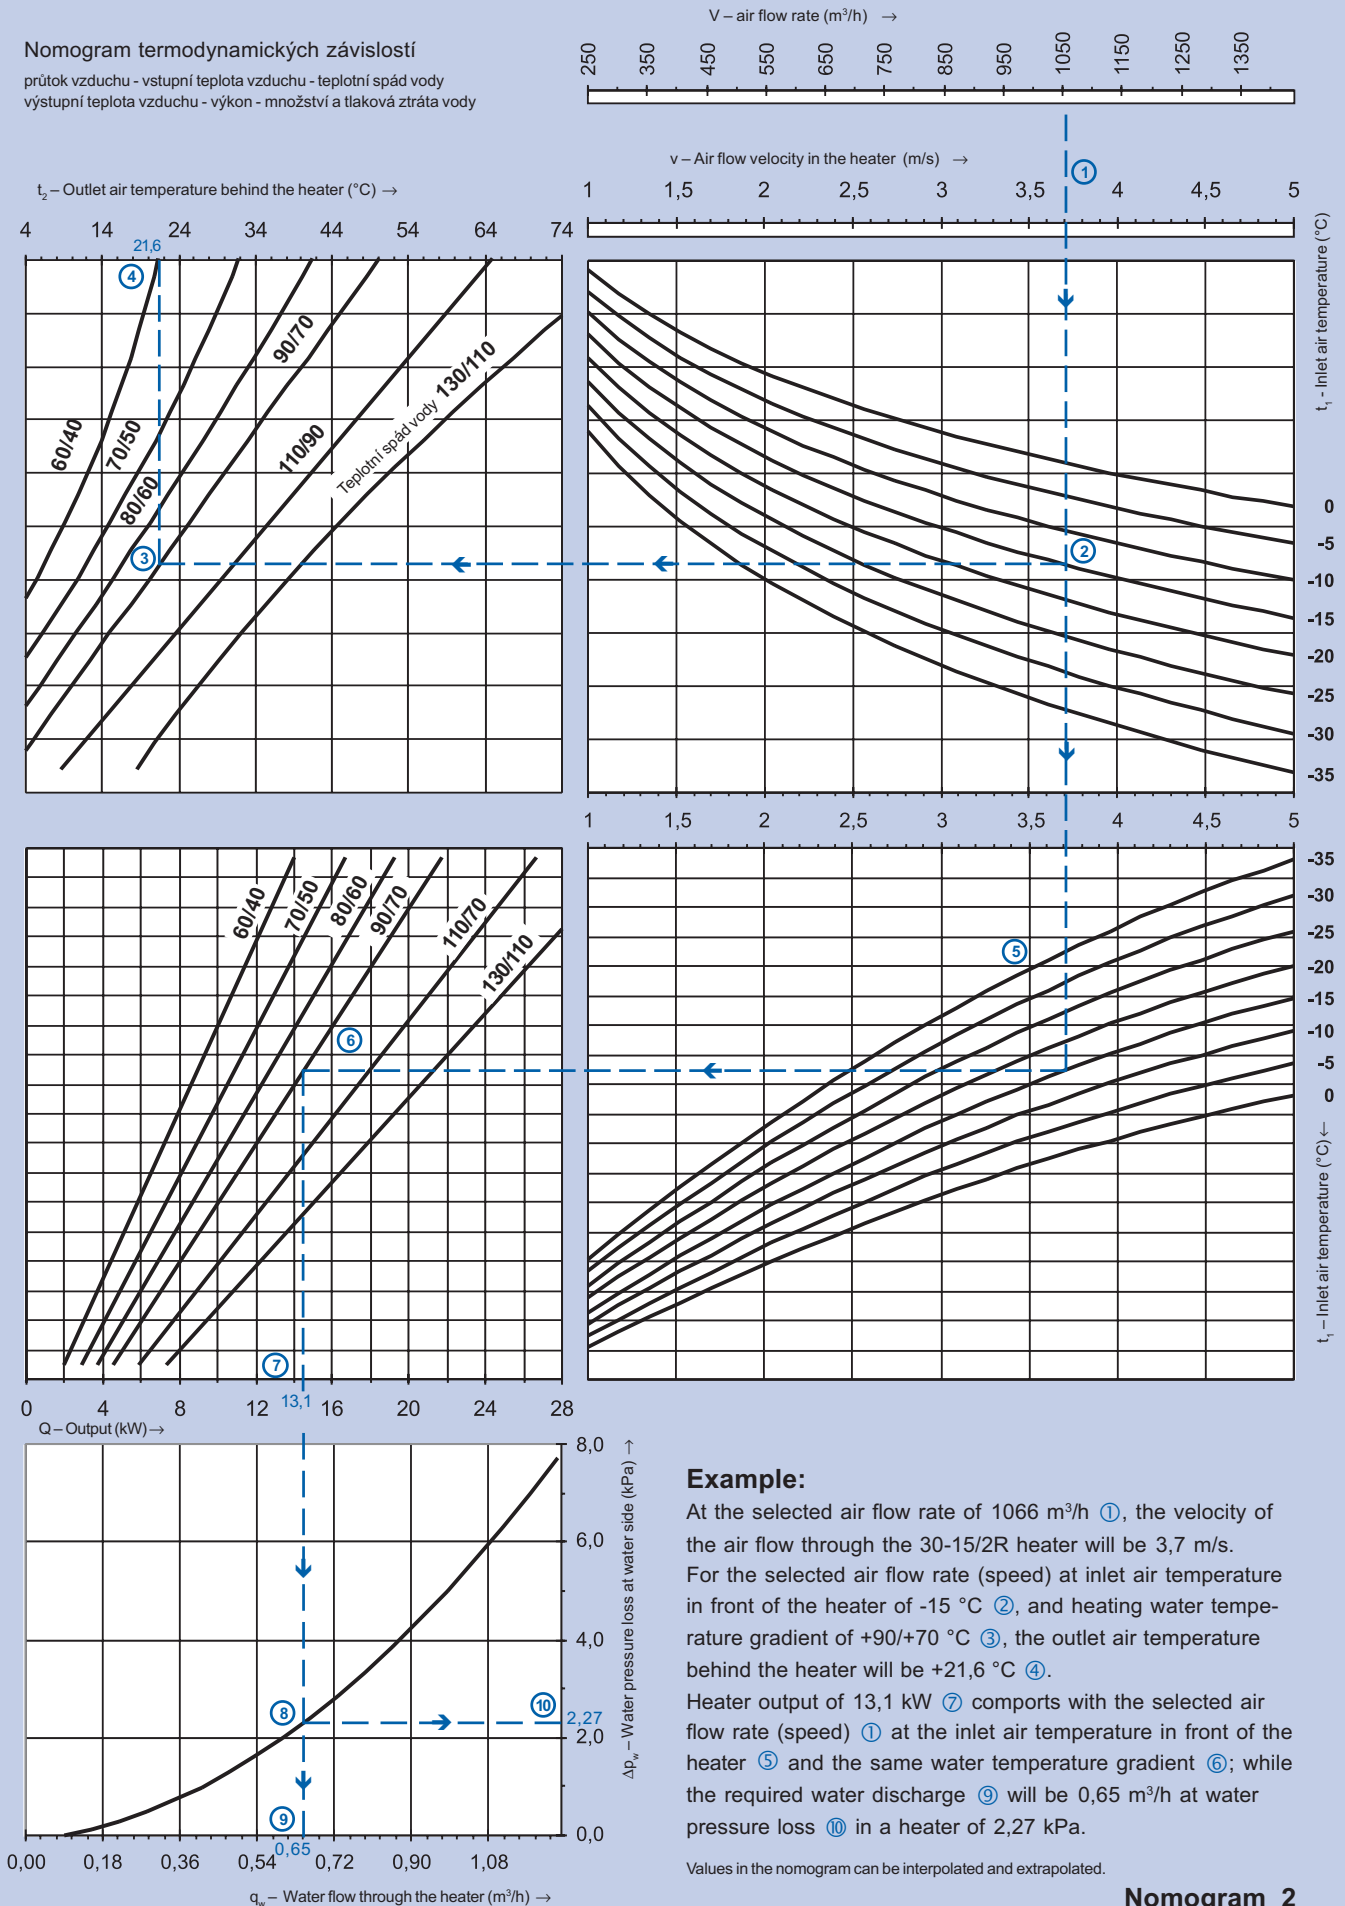 V – air flow rate (m³/h) →
Nomogram termodynamických závislostí
průtok vzduchu - vstupní teplota vzduchu - teplotní spád vody
výstupní teplota vzduchu - výkon - množství a tlaková ztráta vody
250 350 450 550 650 750 850 950 1050 1150 1250 1350
v – Air flow velocity in the heater (m/s) →
①
t₂ – Outlet air temperature behind the heater (°C) →
1 1,5 2 2,5 3 3,5 4 4,5 5
4 14 24 34 44 54 64 74
21,6
④
t₁ - Inlet air temperature (°C)
60/40
70/50
80/60
90/70
110/90
Teplotní spád vody 130/110
③
②
0
-5
-10
-15
-20
-25
-30
-35
1 1,5 2 2,5 3 3,5 4 4,5 5
60/40
70/50
80/60
90/70
110/70
130/110
⑤
⑥
⑦
-35
-30
-25
-20
-15
-10
-5
0
t₁ – Inlet air temperature (°C) ←
0 4 8 12 13,1 16 20 24 28
Q – Output (kW) →
8,0
6,0
4,0
2,27
2,0
0,0
Δp_w – Water pressure loss at water side (kPa) →
⑧
⑩
⑨
0,65
0,00 0,18 0,36 0,54 0,72 0,90 1,08
q_w – Water flow through the heater (m³/h) →
Example:
At the selected air flow rate of 1066 m³/h ①, the velocity of
the air flow through the 30-15/2R heater will be 3,7 m/s.
For the selected air flow rate (speed) at inlet air temperature
in front of the heater of -15 °C ②, and heating water tempe-
rature gradient of +90/+70 °C ③, the outlet air temperature
behind the heater will be +21,6 °C ④.
Heater output of 13,1 kW ⑦ comports with the selected air
flow rate (speed) ① at the inlet air temperature in front of the
heater ⑤ and the same water temperature gradient ⑥; while
the required water discharge ⑨ will be 0,65 m³/h at water
pressure loss ⑩ in a heater of 2,27 kPa.
Values in the nomogram can be interpolated and extrapolated.
Nomogram 2